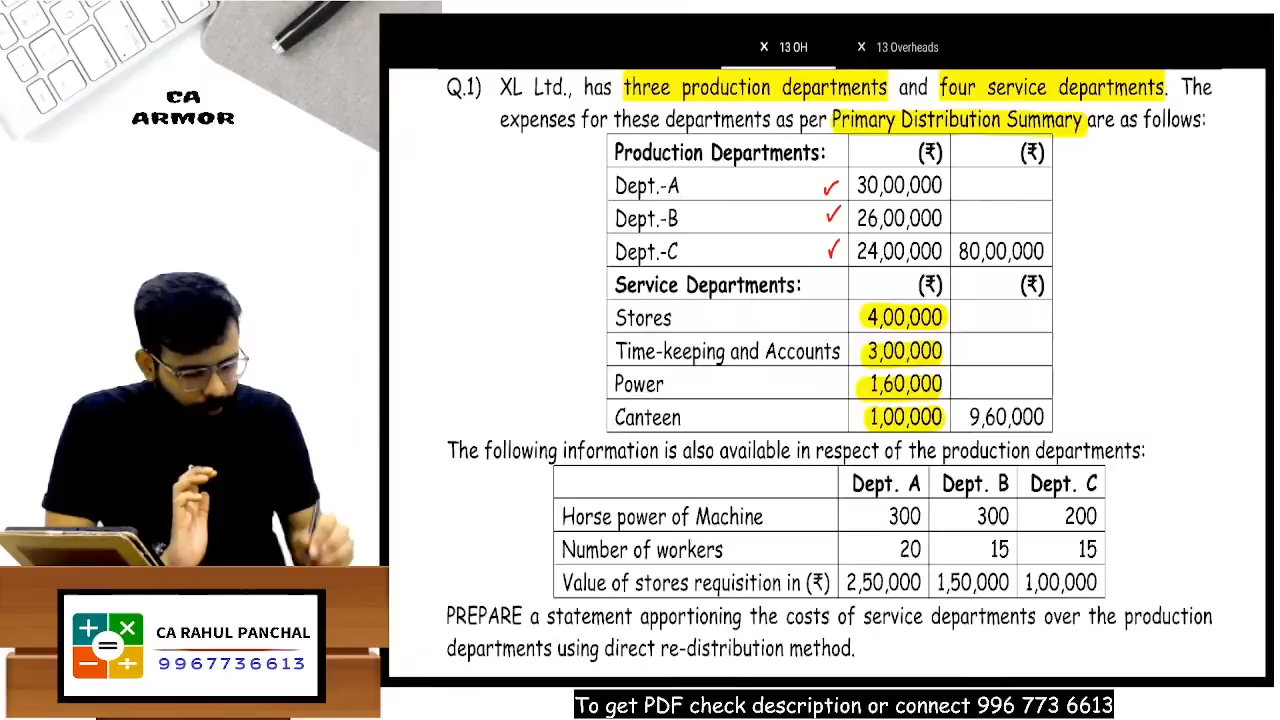 CA
ARMOR
× 13 OH × 13 Overheads
Q.1) XL Ltd., has three production departments and four service departments. The
expenses for these departments as per Primary Distribution Summary are as follows:
Production Departments: (₹) (₹)
Dept.-A 30,00,000
Dept.-B 26,00,000
Dept.-C 24,00,000 80,00,000
Service Departments: (₹) (₹)
Stores 4,00,000
Time-keeping and Accounts 3,00,000
Power 1,60,000
Canteen 1,00,000 9,60,000
The following information is also available in respect of the production departments:
Dept. A Dept. B Dept. C
Horse power of Machine 300 300 200
Number of workers 20 15 15
Value of stores requisition in (₹) 2,50,000 1,50,000 1,00,000
PREPARE a statement apportioning the costs of service departments over the production
departments using direct re-distribution method.
CA RAHUL PANCHAL
9967736613
To get PDF check description or connect 996 773 6613